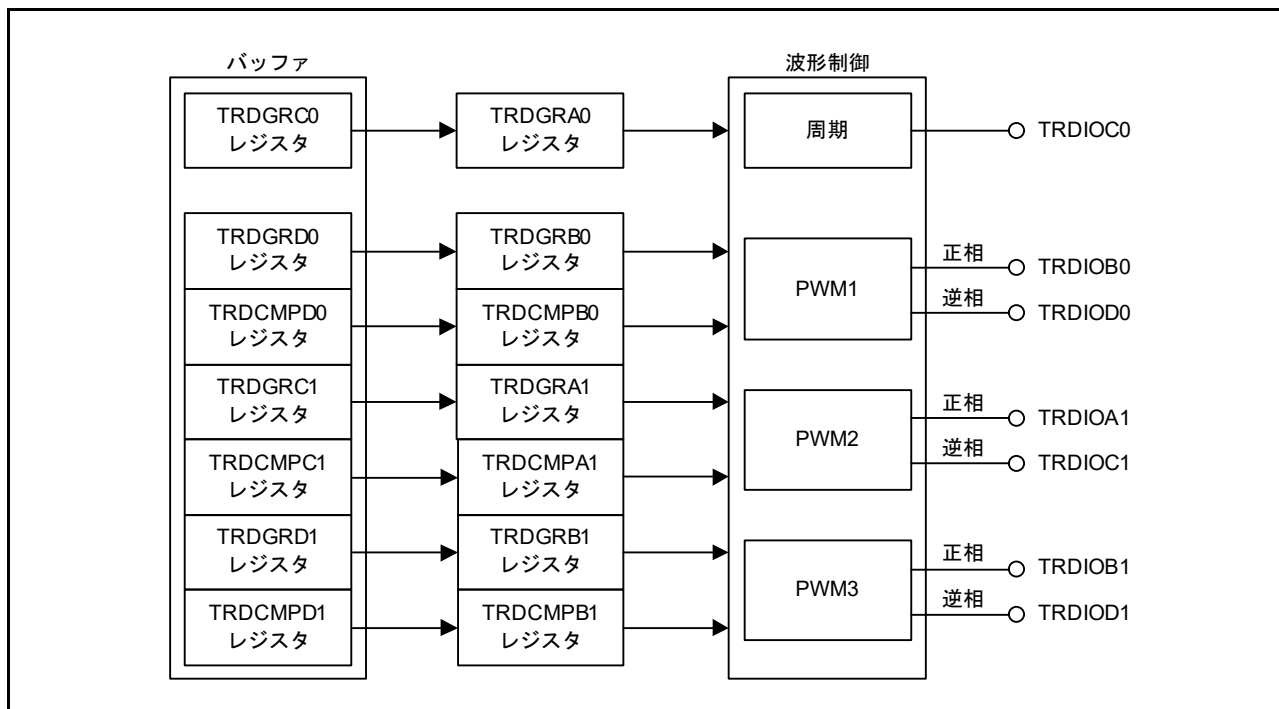 バッファ
波形制御
TRDGRC0
レジスタ
TRDGRA0
レジスタ
周期
TRDIOC0
TRDGRD0
レジスタ
TRDGRB0
レジスタ
PWM1
正相
TRDIOB0
逆相
TRDIOD0
TRDCMPD0
レジスタ
TRDCMPB0
レジスタ
TRDGRC1
レジスタ
TRDGRA1
レジスタ
PWM2
正相
TRDIOA1
逆相
TRDIOC1
TRDCMPC1
レジスタ
TRDCMPA1
レジスタ
TRDGRD1
レジスタ
TRDGRB1
レジスタ
PWM3
正相
TRDIOB1
逆相
TRDIOD1
TRDCMPD1
レジスタ
TRDCMPB1
レジスタ